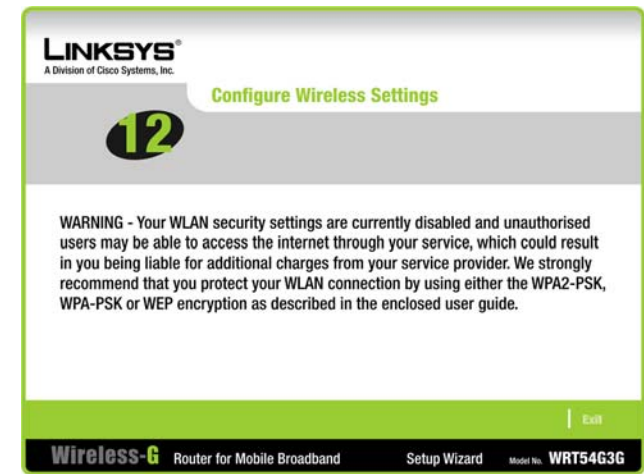 LINKSYS®
A Division of Cisco Systems, Inc.
Configure Wireless Settings
12
WARNING - Your WLAN security settings are currently disabled and unauthorised
users may be able to access the internet through your service, which could result
in you being liable for additional charges from your service provider. We strongly
recommend that you protect your WLAN connection by using either the WPA2-PSK,
WPA-PSK or WEP encryption as described in the enclosed user guide.
Exit
Wireless-G Router for Mobile Broadband Setup Wizard Model No. WRT54G3G